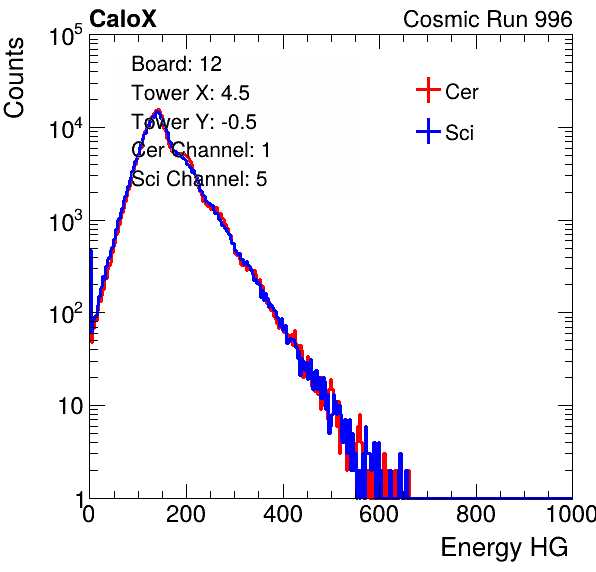 CaloX
Cosmic Run 996
Counts
10^5
10^4
10^3
10^2
10
1
Board: 12
Tower X: 4.5
Tower Y: -0.5
Cer Channel: 1
Sci Channel: 5
Cer
Sci
0 200 400 600 800 1000
Energy HG